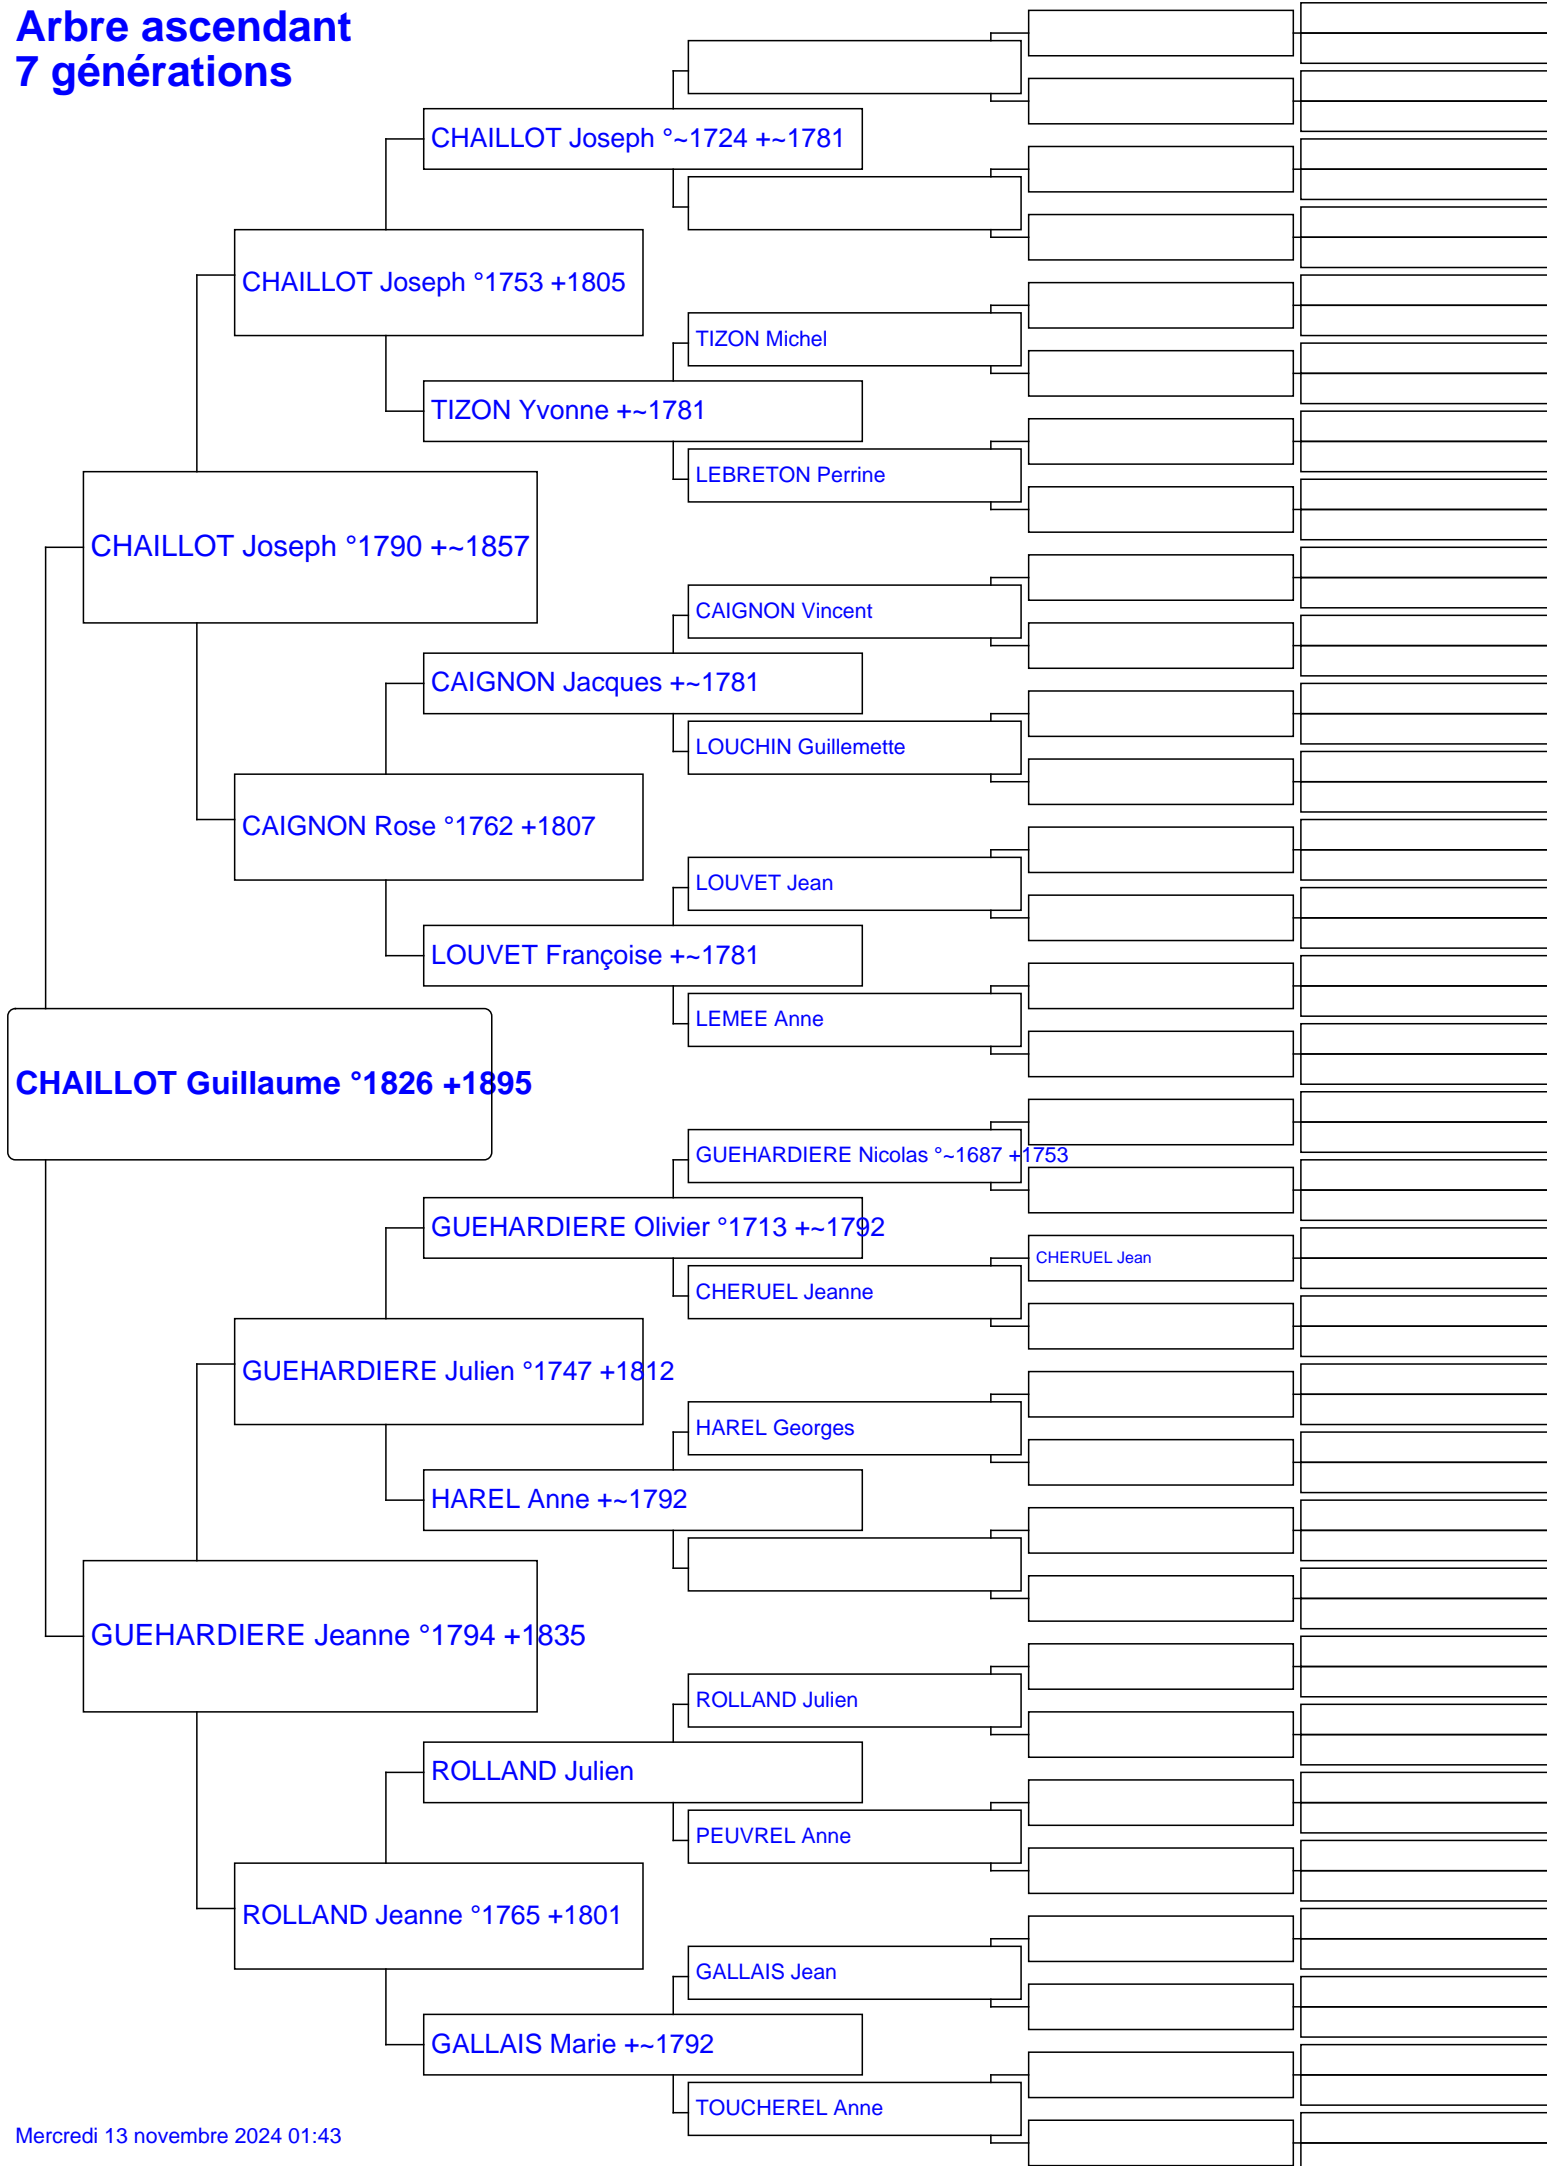 Arbre ascendant
7 générations
CHAILLOT Joseph °~1724 +~1781
CHAILLOT Joseph °1753 +1805
TIZON Michel
TIZON Yvonne +~1781
LEBRETON Perrine
CHAILLOT Joseph °1790 +~1857
CAIGNON Vincent
CAIGNON Jacques +~1781
LOUCHIN Guillemette
CAIGNON Rose °1762 +1807
LOUVET Jean
LOUVET Françoise +~1781
LEMEE Anne
CHAILLOT Guillaume °1826 +1895
GUEHARDIERE Nicolas °~1687 +1753
GUEHARDIERE Olivier °1713 +~1792
CHERUEL Jean
CHERUEL Jeanne
GUEHARDIERE Julien °1747 +1812
HAREL Georges
HAREL Anne +~1792
GUEHARDIERE Jeanne °1794 +1835
ROLLAND Julien
ROLLAND Julien
PEUVREL Anne
ROLLAND Jeanne °1765 +1801
GALLAIS Jean
GALLAIS Marie +~1792
TOUCHEREL Anne
Mercredi 13 novembre 2024 01:43